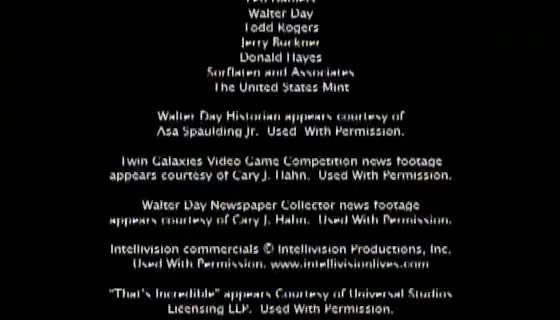 Walter Day
Todd Rogers
Jerry Buckner
Donald Hayes
Sorflaten and Associates
The United States Mint
Walter Day Historian appears courtesy of
Asa Spaulding Jr. Used With Permission.
Twin Galaxies Video Game Competition news footage
appears courtesy of Cary J. Hahn. Used With Permission.
Walter Day Newspaper Collector news footage
appears courtesy of Cary J. Hahn. Used With Permission.
Intellivision commercials © Intellivision Productions, Inc.
Used With Permission. www.intellivisionlives.com
"That's Incredible" appears Courtesy of Universal Studios
Licensing LLP. Used With Permission.